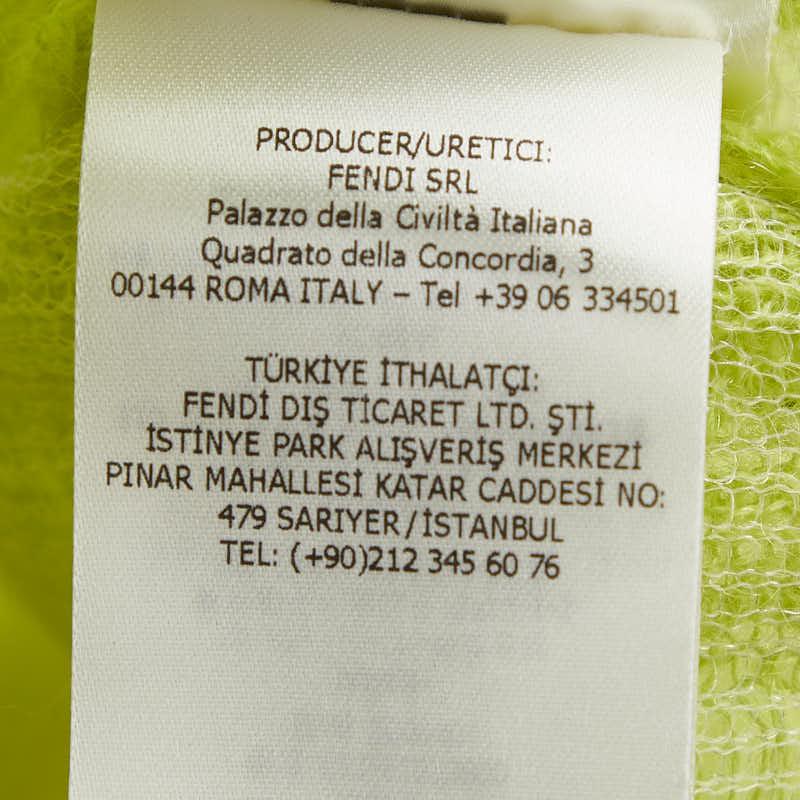 PRODUCER/URETICI:
FENDI SRL
Palazzo della Civiltà Italiana
Quadrato della Concordia, 3
00144 ROMA ITALY – Tel +39 06 334501
TÜRKİYE İTHALATÇI:
FENDİ DIŞ TİCARET LTD. ŞTİ.
İSTİNYE PARK ALIŞVERİŞ MERKEZİ
PINAR MAHALLESİ KATAR CADDESİ NO:
479 SARIYER/İSTANBUL
TEL: (+90)212 345 60 76